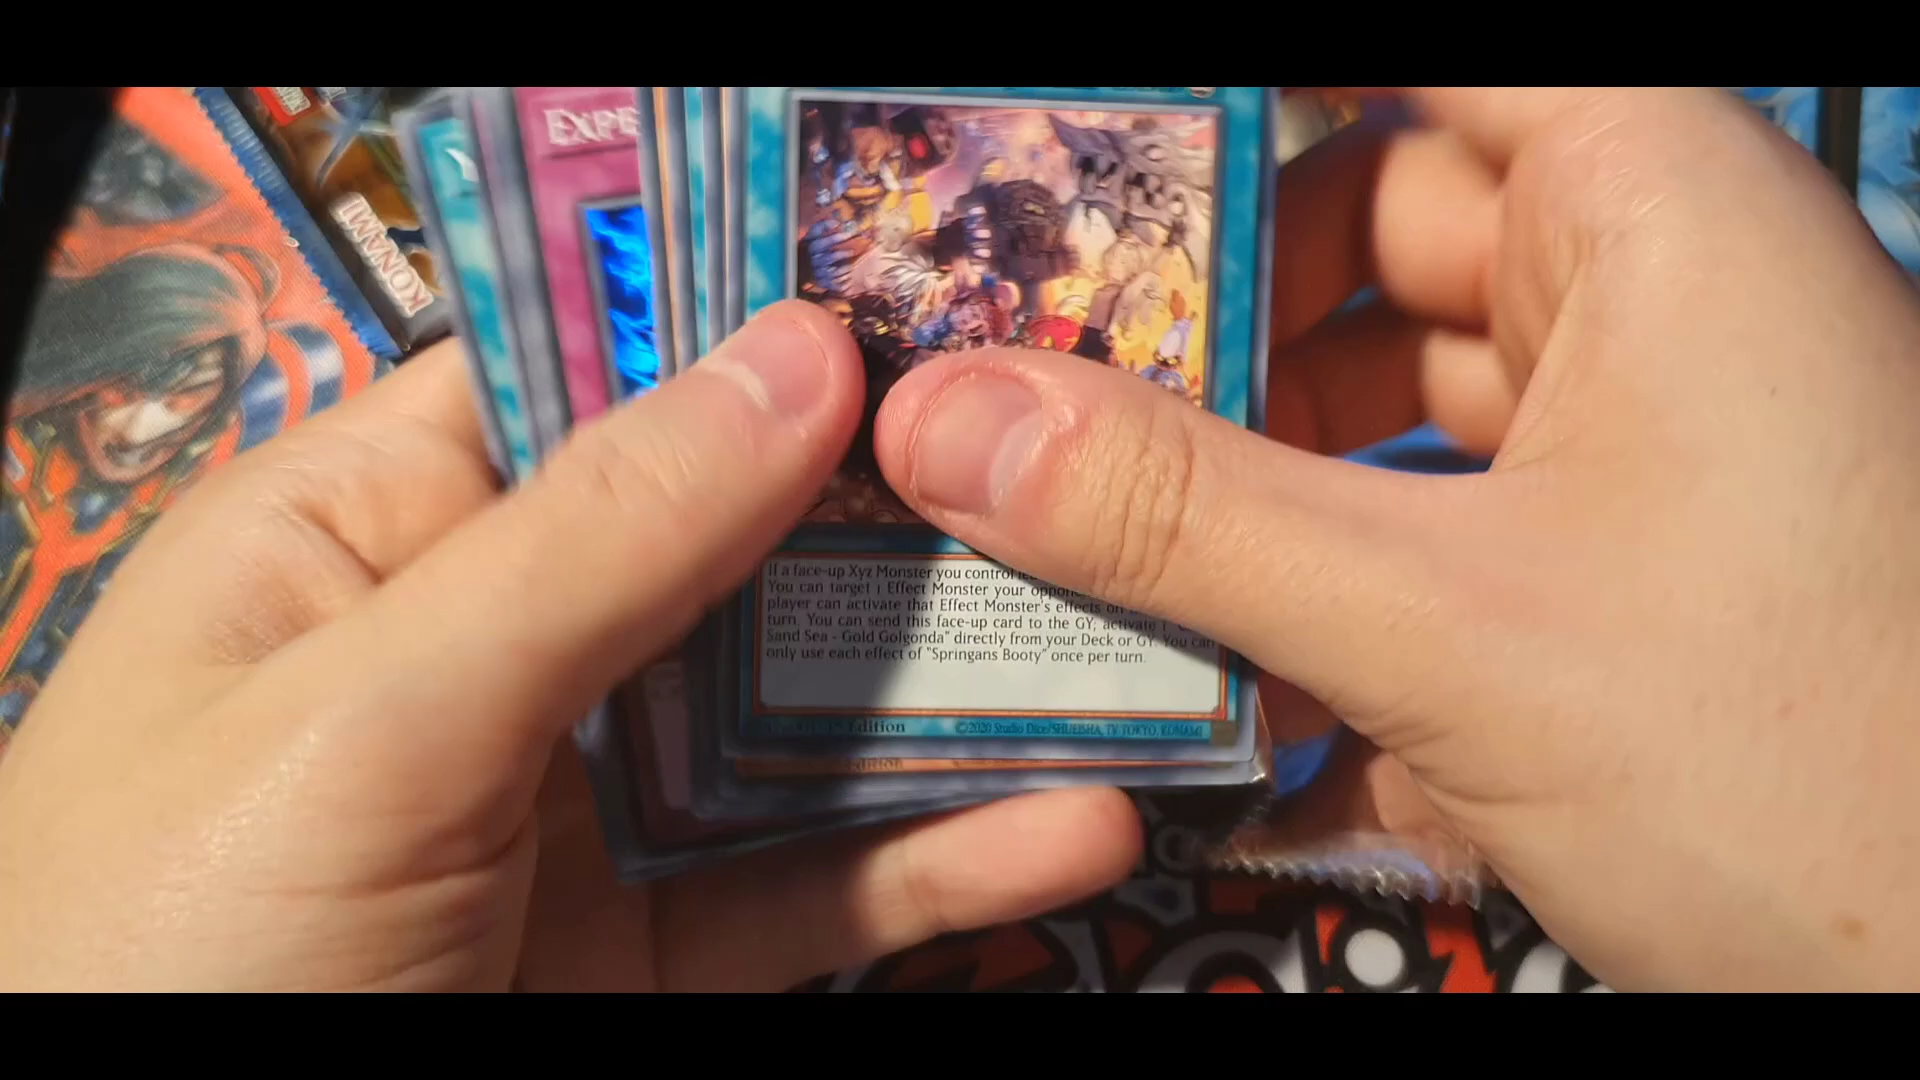 KONAMI
Y
EXPE
If a face-up Xyz Monster you control
You can target 1 Effect Monster your oppone
player can activate that Effect Monster's effects on
turn. You can send this face-up card to the GY; activate 1
Sand Sea - Gold Golgonda" directly from your Deck or GY. You can
only use each effect of "Springans Booty" once per turn.
Edition
©2020 Studio Dice/SHUEISHA, TV TOKYO, KONAMI
Edition